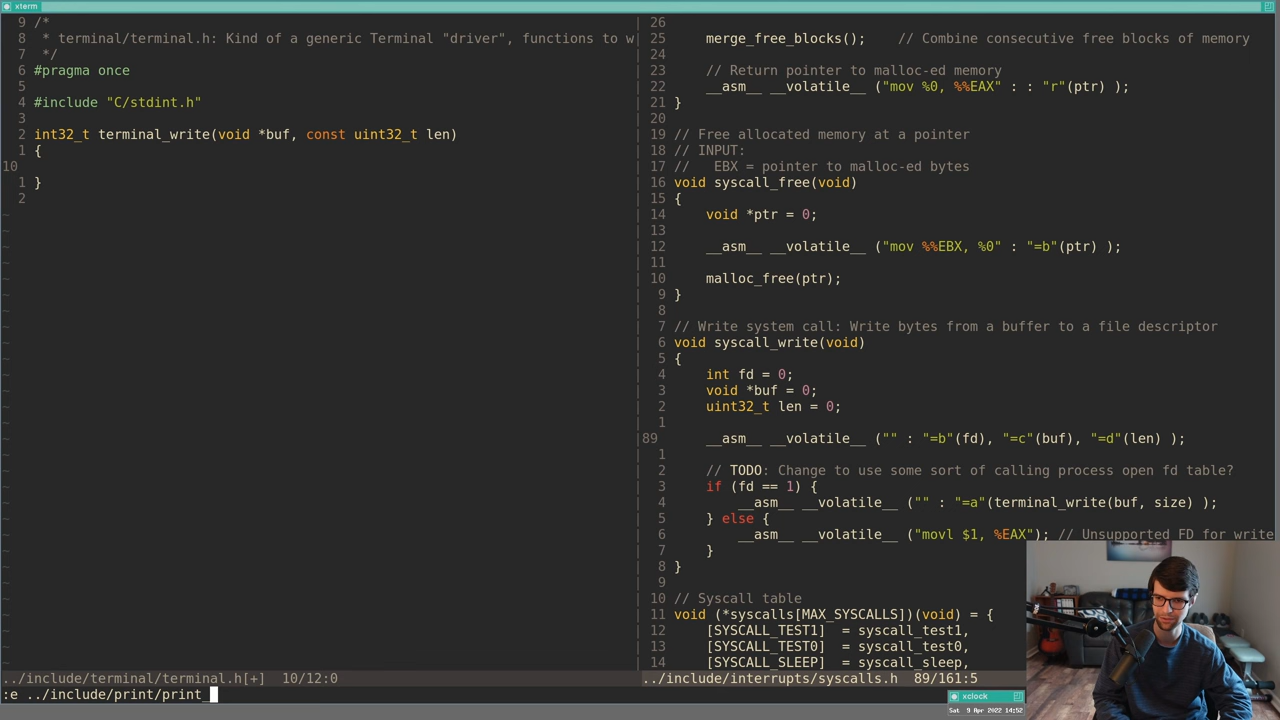 xterm
9 /*
8  * terminal/terminal.h: Kind of a generic Terminal "driver", functions to w
7  */
6 #pragma once
5
4 #include "C/stdint.h"
3
2 int32_t terminal_write(void *buf, const uint32_t len)
1 {
10
1 }
2
~
../include/terminal/terminal.h[+]  10/12:0
26
25     merge_free_blocks();    // Combine consecutive free blocks of memory
24
23     // Return pointer to malloc-ed memory
22     __asm__ __volatile__ ("mov %0, %%EAX" : : "r"(ptr) );
21 }
20
19 // Free allocated memory at a pointer
18 // INPUT:
17 //   EBX = pointer to malloc-ed bytes
16 void syscall_free(void)
15 {
14     void *ptr = 0;
13
12     __asm__ __volatile__ ("mov %%EBX, %0" : "=b"(ptr) );
11
10     malloc_free(ptr);
9 }
8
7 // Write system call: Write bytes from a buffer to a file descriptor
6 void syscall_write(void)
5 {
4     int fd = 0;
3     void *buf = 0;
2     uint32_t len = 0;
1
89     __asm__ __volatile__ ("" : "=b"(fd), "=c"(buf), "=d"(len) );
1
2     // TODO: Change to use some sort of calling process open fd table?
3     if (fd == 1) {
4         __asm__ __volatile__ ("" : "=a"(terminal_write(buf, size) );
5     } else {
6         __asm__ __volatile__ ("movl $1, %EAX"); // Unsupported FD for write
7     }
8 }
9
10 // Syscall table
11 void (*syscalls[MAX_SYSCALLS])(void) = {
12     [SYSCALL_TEST1]  = syscall_test1,
13     [SYSCALL_TEST0]  = syscall_test0,
14     [SYSCALL_SLEEP]  = syscall_sleep,
../include/interrupts/syscalls.h  89/161:5
:e ../include/print/print_
xclock
Sat  9 Apr 2022 14:52